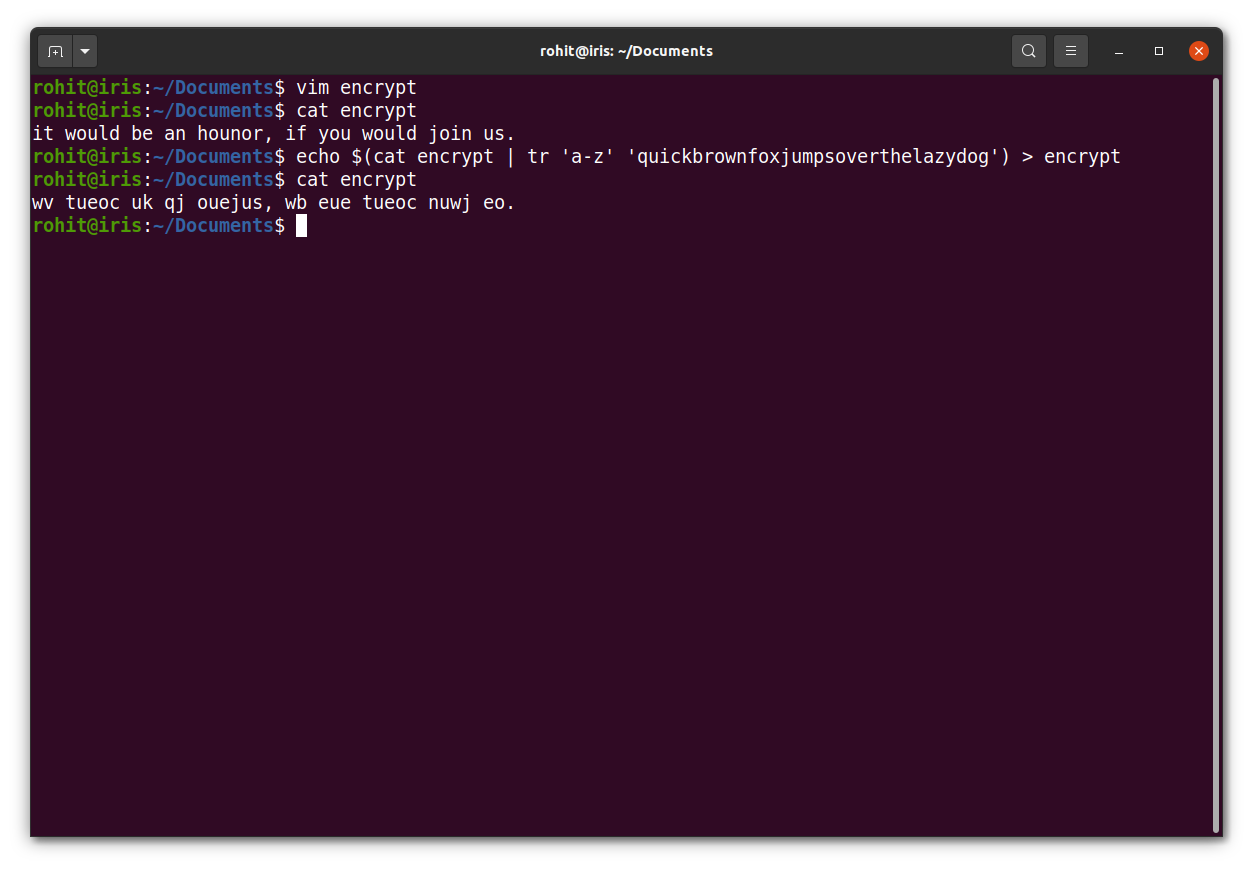 rohit@iris: ~/Documents
rohit@iris:~/Documents$ vim encrypt
rohit@iris:~/Documents$ cat encrypt
it would be an hounor, if you would join us.
rohit@iris:~/Documents$ echo $(cat encrypt | tr 'a-z' 'quickbrownfoxjumpsoverthelazydog') > encrypt
rohit@iris:~/Documents$ cat encrypt
wv tueoc uk qj ouejus, wb eue tueoc nuwj eo.
rohit@iris:~/Documents$